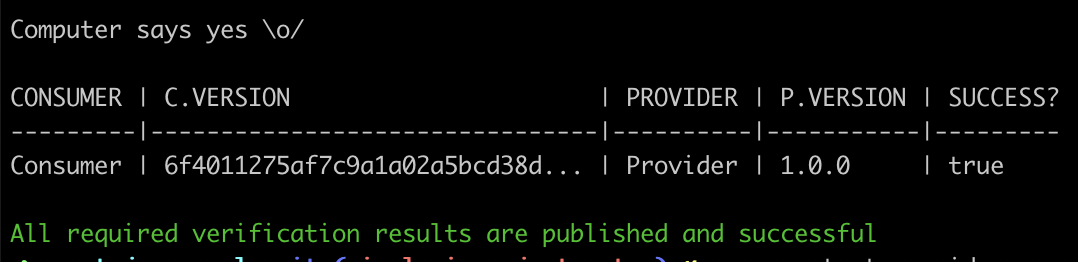 Computer says yes \o/
CONSUMER | C.VERSION | PROVIDER | P.VERSION | SUCCESS?
---------|--------------------------------|----------|-----------|---------
Consumer | 6f4011275af7c9a1a02a5bcd38d... | Provider | 1.0.0 | true
All required verification results are published and successful